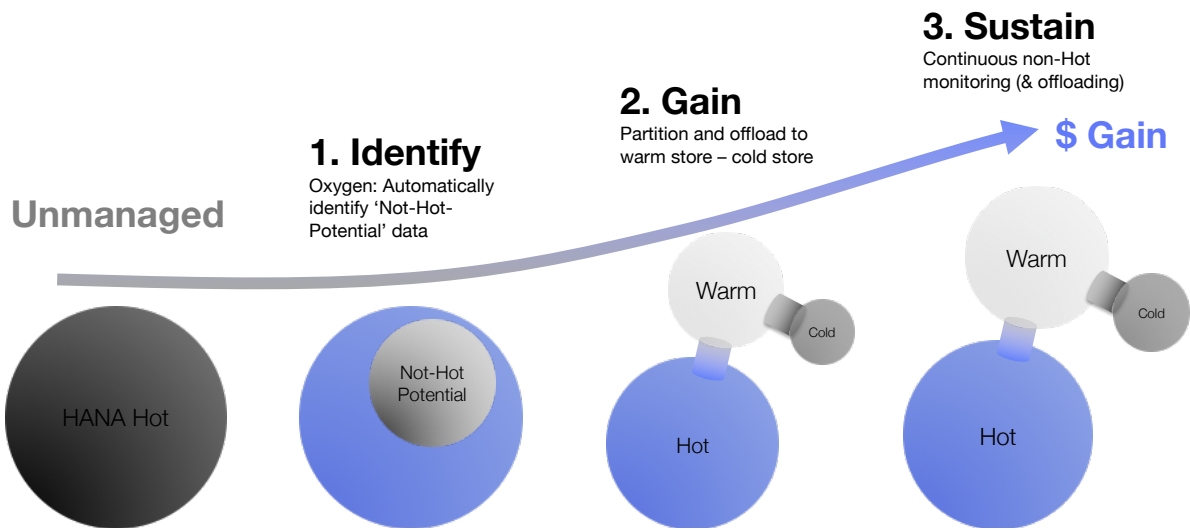 Unmanaged
HANA Hot
1. Identify
Oxygen: Automatically
identify ‘Not-Hot-
Potential’ data
Not-Hot
Potential
2. Gain
Partition and offload to
warm store – cold store
Warm
Cold
Hot
3. Sustain
Continuous non-Hot
monitoring (& offloading)
$ Gain
Warm
Cold
Hot